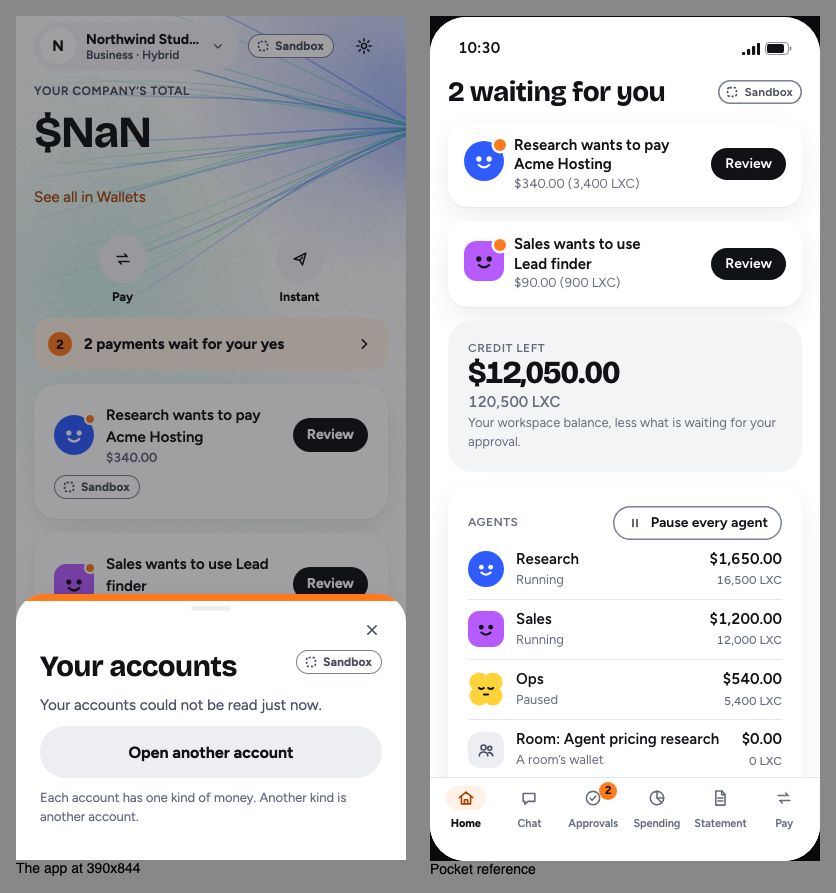 N
Northwind Stud...
Business · Hybrid
Sandbox
YOUR COMPANY'S TOTAL
$NaN
See all in Wallets
Pay
Instant
2
2 payments wait for your yes
Research wants to pay
Acme Hosting
$340.00
Review
Sandbox
Sales wants to use Lead
finder
Review
Your accounts
Sandbox
Your accounts could not be read just now.
Open another account
Each account has one kind of money. Another kind is
another account.
The app at 390x844
10:30
2 waiting for you
Sandbox
Research wants to pay
Acme Hosting
$340.00 (3,400 LXC)
Review
Sales wants to use
Lead finder
$90.00 (900 LXC)
Review
CREDIT LEFT
$12,050.00
120,500 LXC
Your workspace balance, less what is waiting for your
approval.
AGENTS
Pause every agent
Research
$1,650.00
Running
16,500 LXC
Sales
$1,200.00
Running
12,000 LXC
Ops
$540.00
Paused
5,400 LXC
Room: Agent pricing research
$0.00
A room's wallet
0 LXC
2
Home
Chat
Approvals
Spending
Statement
Pay
Pocket reference